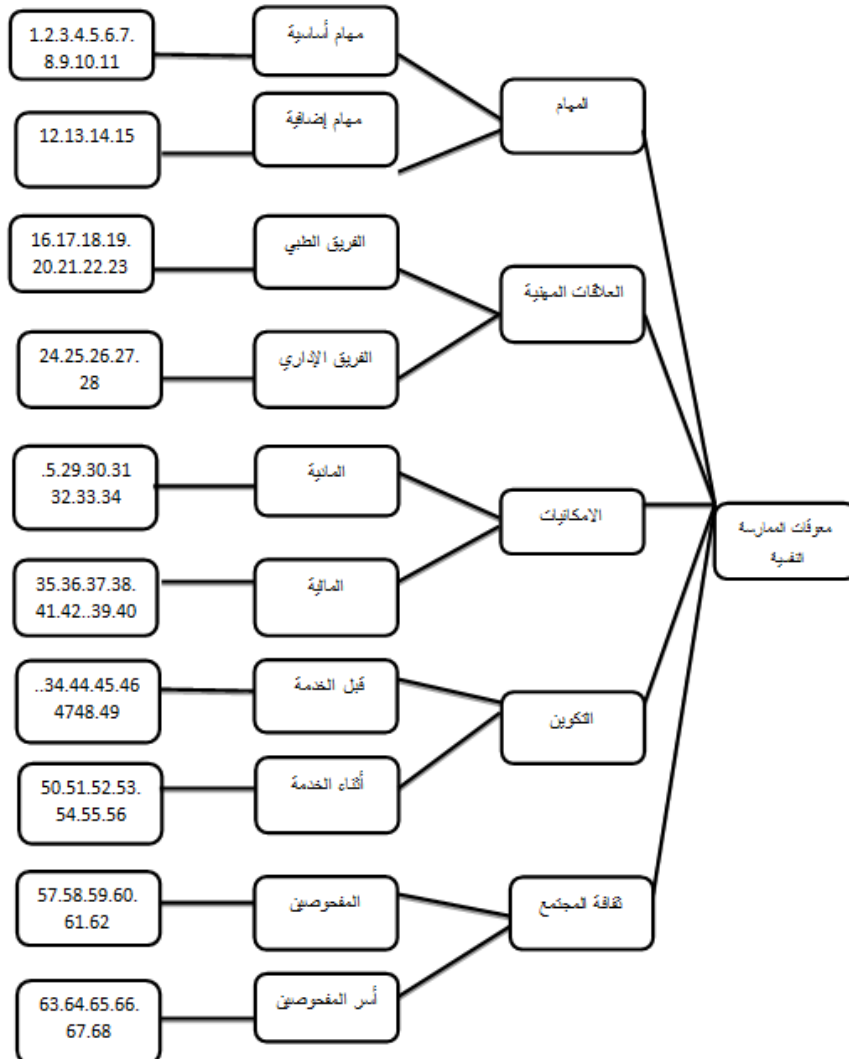 معوقات الممارسة
النفسية
المهام
مهام أساسية
1.2.3.4.5.6.7.
8.9.10.11
مهام إضافية
12.13.14.15
العلاقات المهنية
الفريق الطبي
16.17.18.19.
20.21.22.23
الفريق الإداري
24.25.26.27.
28
الامكانيات
المادية
.5.29.30.31
32.33.34
المالية
35.36.37.38.
41.42..39.40
التكوين
قبل الخدمة
..34.44.45.46
4748.49
أثناء الخدمة
50.51.52.53.
54.55.56
ثقافة المجتمع
المفحوصين
57.58.59.60.
61.62
أسر المفحوصين
63.64.65.66.
67.68